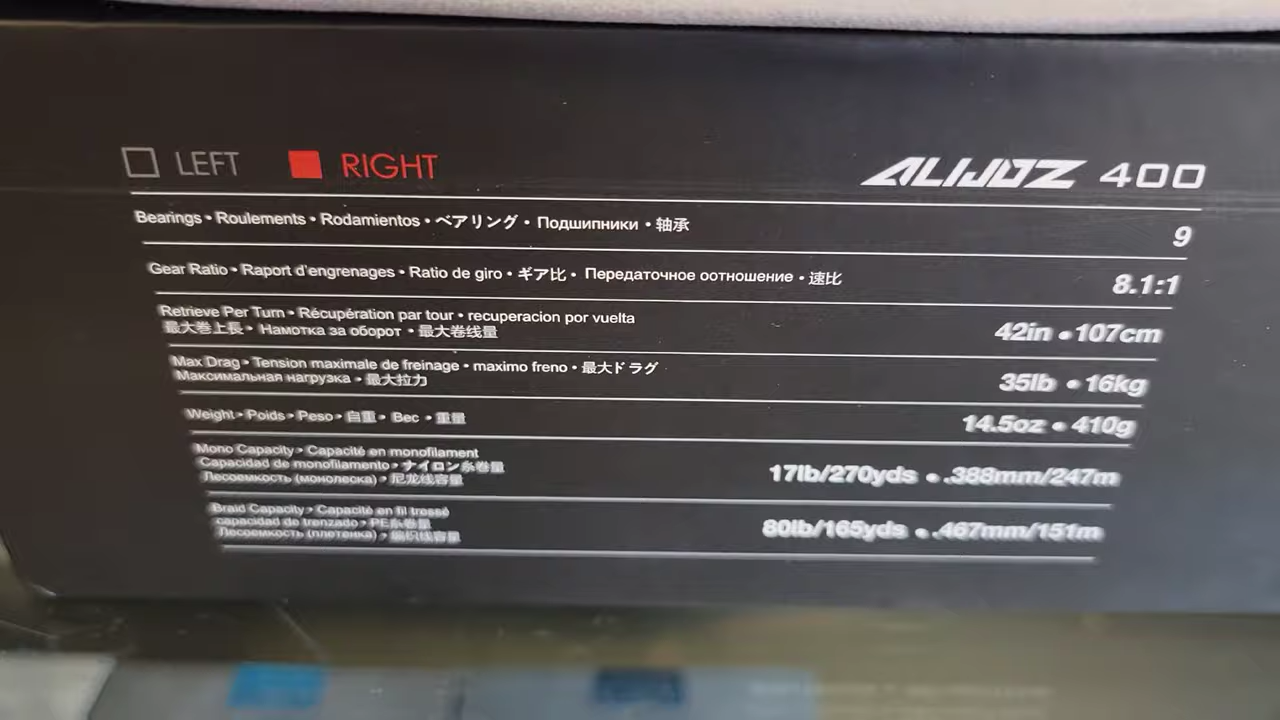 LEFT RIGHT ALIJOZ 400
Bearings • Roulements • Rodamientos • ベアリング • Подшипники • 轴承 9
Gear Ratio • Raport d'engrenages • Ratio de giro • ギア比 • Передаточное оотношение • 速比 8.1:1
Retrieve Per Turn • Récupération par tour • recuperacion por vuelta
最大巻上長 • Намотка за оборот • 最大卷线量 42in • 107cm
Max Drag • Tension maximale de freinage • maximo freno • 最大ドラグ
Максимальная нагрузка • 最大拉力 35lb • 16kg
Weight • Poids • Peso • 自重 • Вес • 重量 14.5oz • 410g
Mono Capacity • Capacité en monofilament
Capacidad de monofilamento • ナイロン糸巻量
Лесоемкость (монолеска) • 尼龙线容量 17lb/270yds • .388mm/247m
Braid Capacity • Capacité en fil tressé
capacidad de trenzado • PE糸巻量
Лесоемкость (плетенка) • 编织线容量 80lb/165yds • .467mm/151m